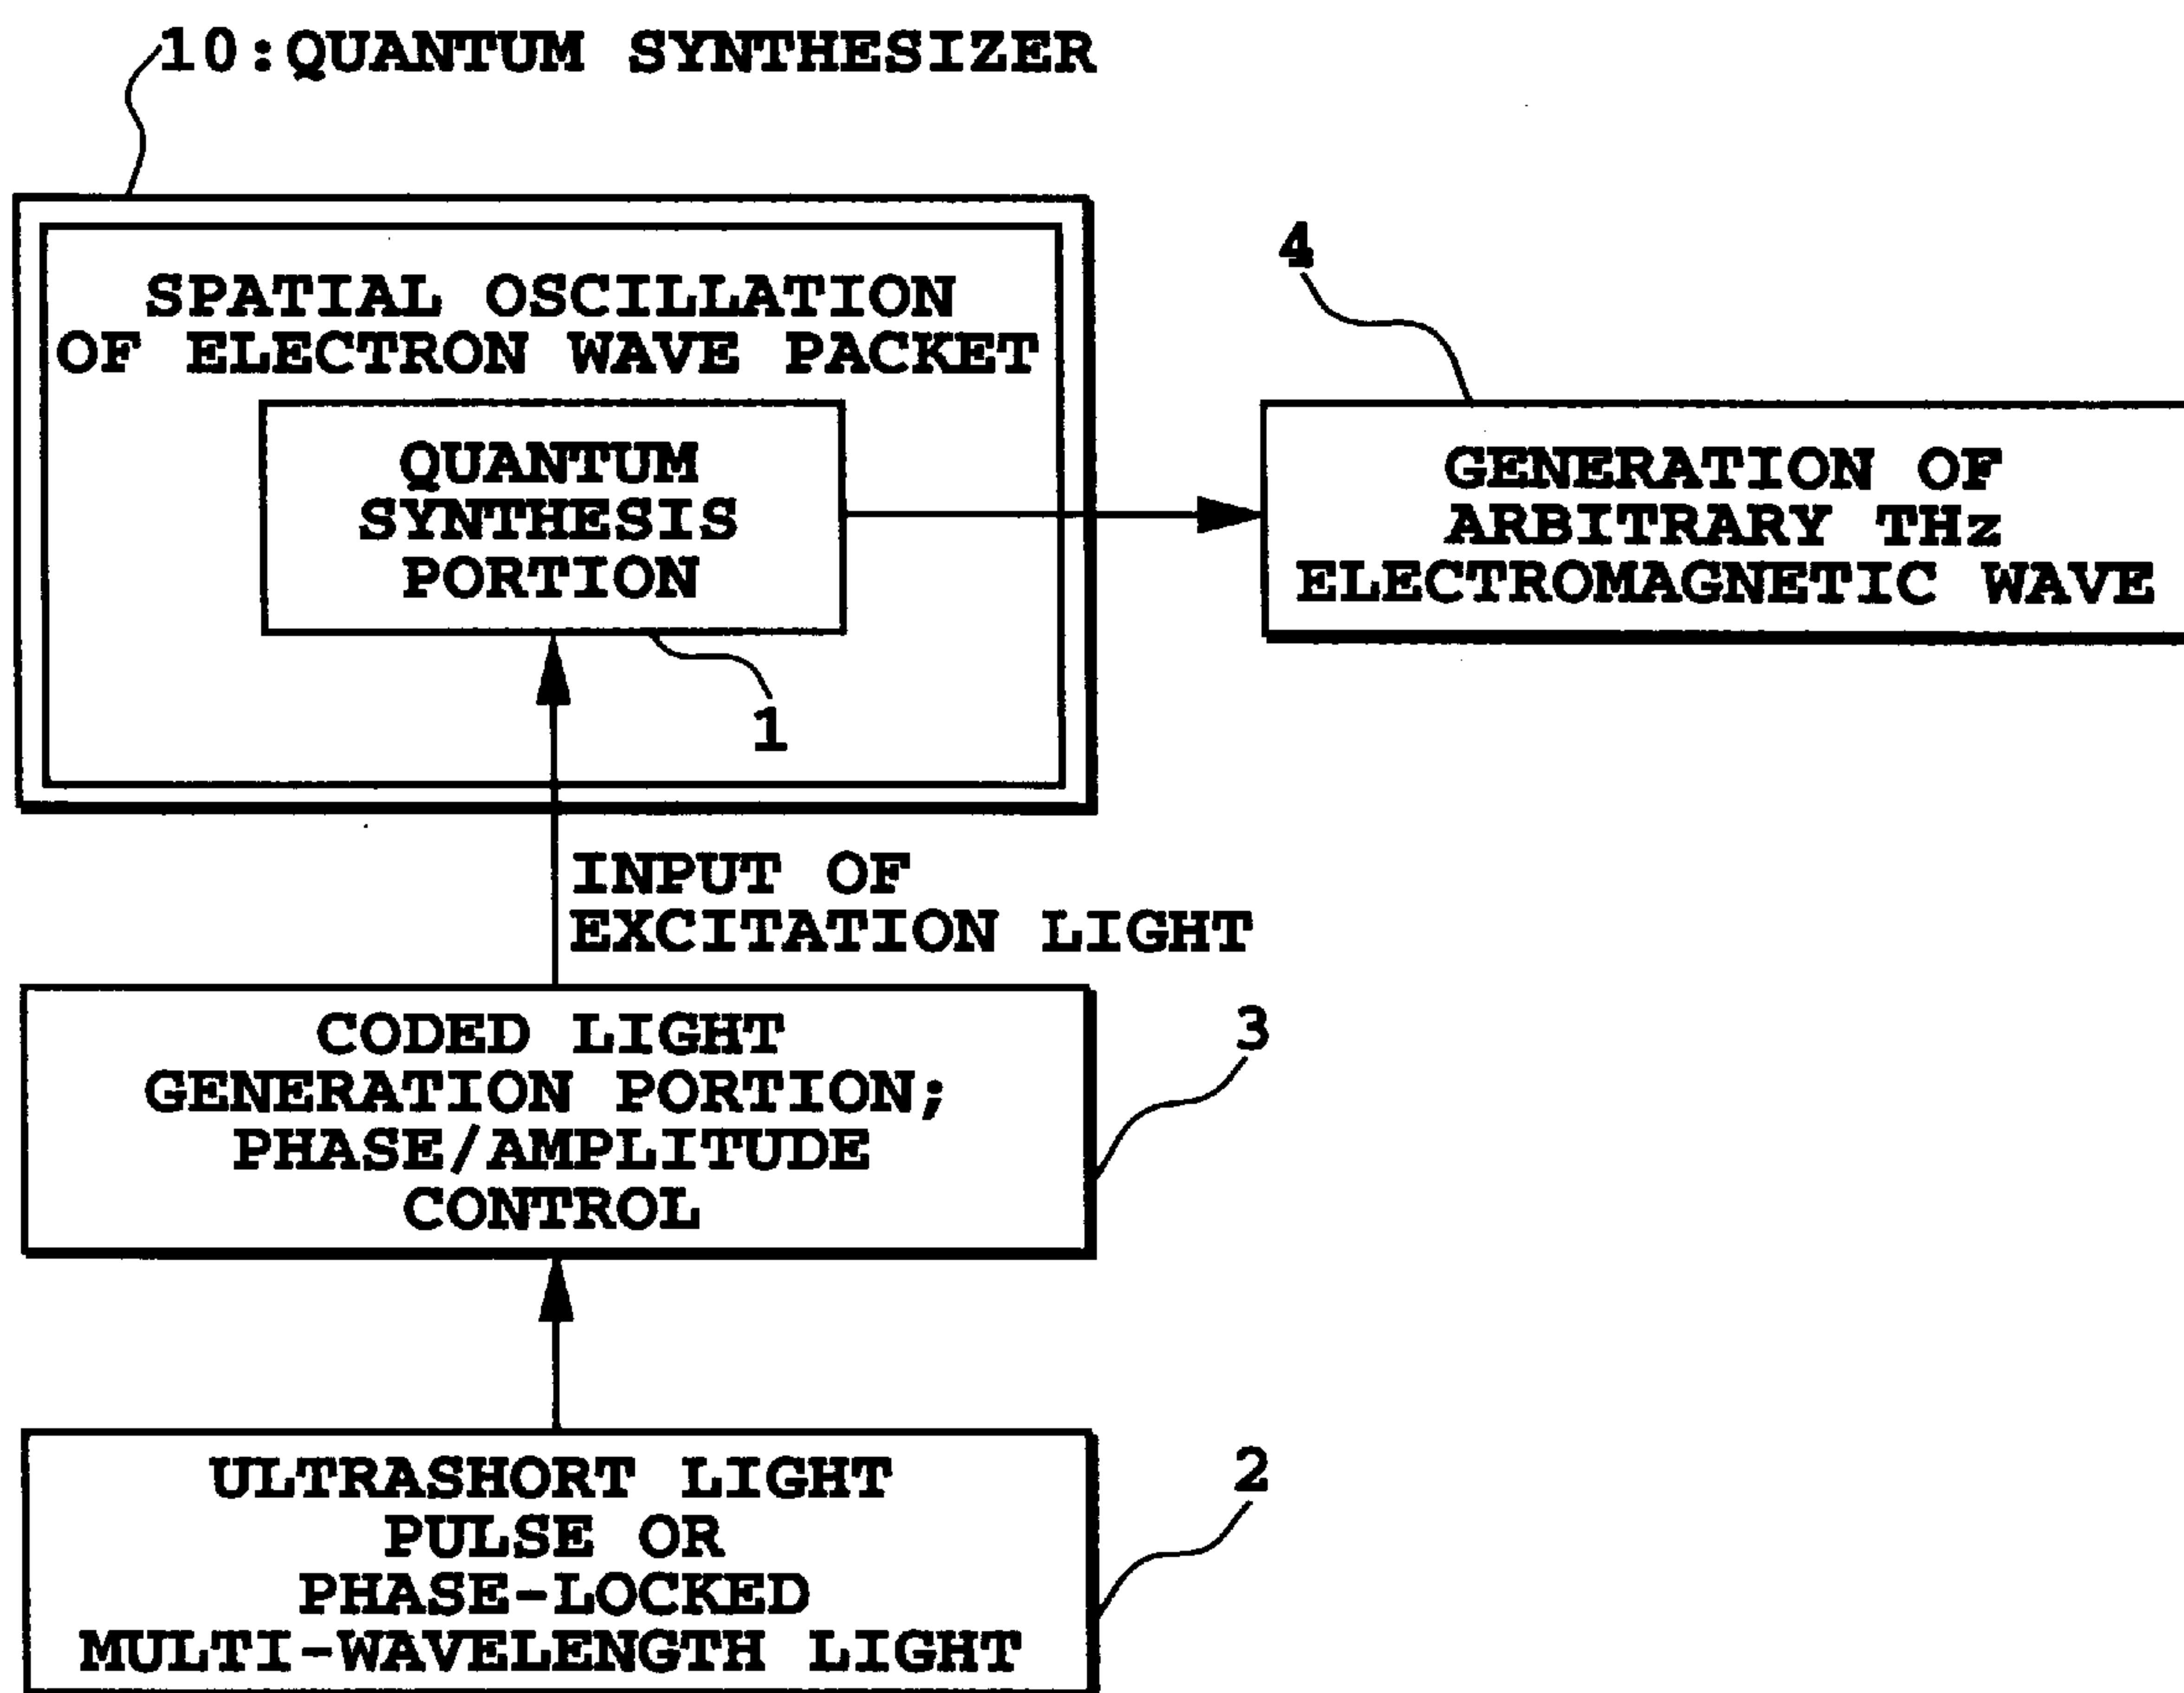 10:QUANTUM SYNTHESIZER
SPATIAL OSCILLATION
OF ELECTRON WAVE PACKET
QUANTUM
SYNTHESIS
PORTION
1
4
GENERATION OF
ARBITRARY THz
ELECTROMAGNETIC WAVE
INPUT OF
EXCITATION LIGHT
CODED LIGHT
GENERATION PORTION;
PHASE/AMPLITUDE
CONTROL
3
ULTRASHORT LIGHT
PULSE OR
PHASE-LOCKED
MULTI-WAVELENGTH LIGHT
2